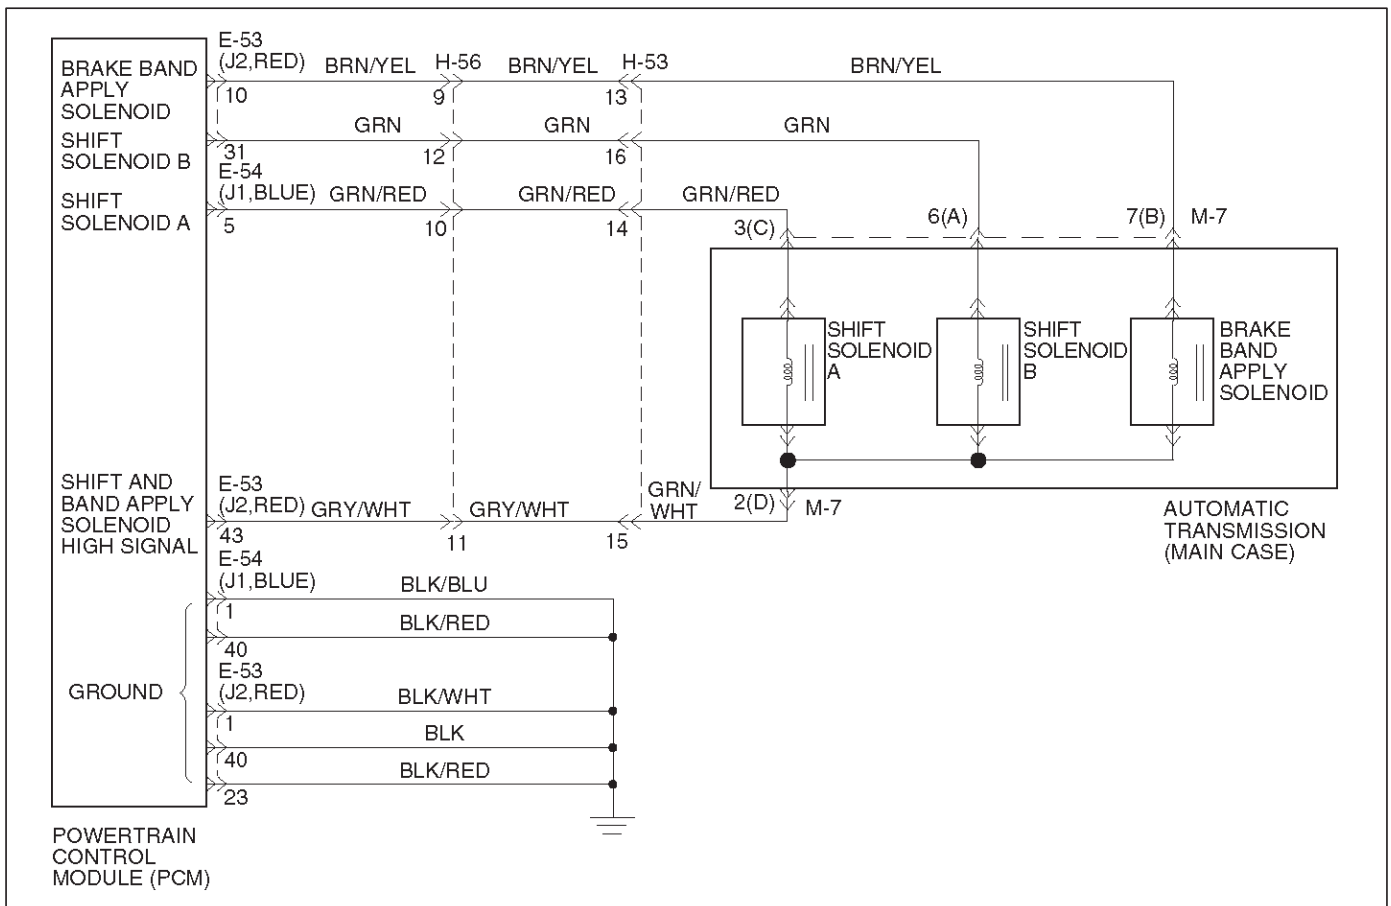 E-53
(J2,RED)
BRAKE BAND
APPLY
SOLENOID
10
BRN/YEL
H-56
9
BRN/YEL
H-53
13
BRN/YEL
SHIFT
SOLENOID B
31
GRN
12
GRN
16
GRN
E-54
(J1,BLUE)
SHIFT
SOLENOID A
5
GRN/RED
10
GRN/RED
14
GRN/RED
3(C)
6(A)
7(B)
M-7
SHIFT
SOLENOID
A
SHIFT
SOLENOID
B
BRAKE
BAND
APPLY
SOLENOID
SHIFT AND
BAND APPLY
SOLENOID
HIGH SIGNAL
E-53
(J2,RED)
43
GRY/WHT
11
GRY/WHT
15
GRN/
WHT
2(D)
M-7
AUTOMATIC
TRANSMISSION
(MAIN CASE)
E-54
(J1,BLUE)
1
BLK/BLU
40
BLK/RED
GROUND
E-53
(J2,RED)
1
BLK/WHT
40
BLK
23
BLK/RED
POWERTRAIN
CONTROL
MODULE (PCM)